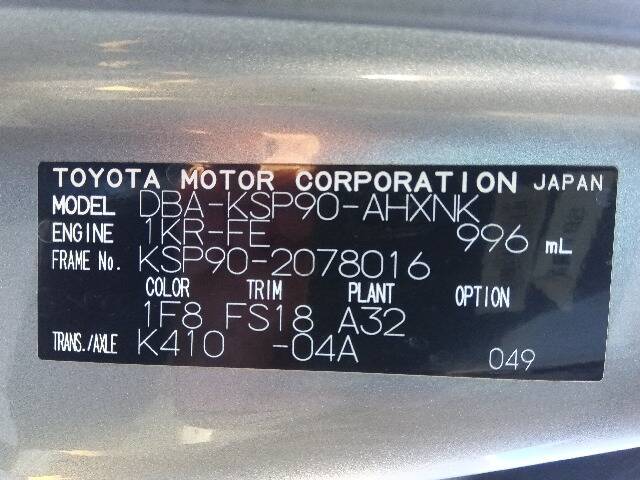 TOYOTA MOTOR CORPORATION JAPAN
MODEL DBA-KSP90-AHXNK
ENGINE 1KR-FE 996 mL
FRAME No. KSP90-2078016
COLOR TRIM PLANT OPTION
1F8 FS18 A32
TRANS./AXLE K410 -04A 049